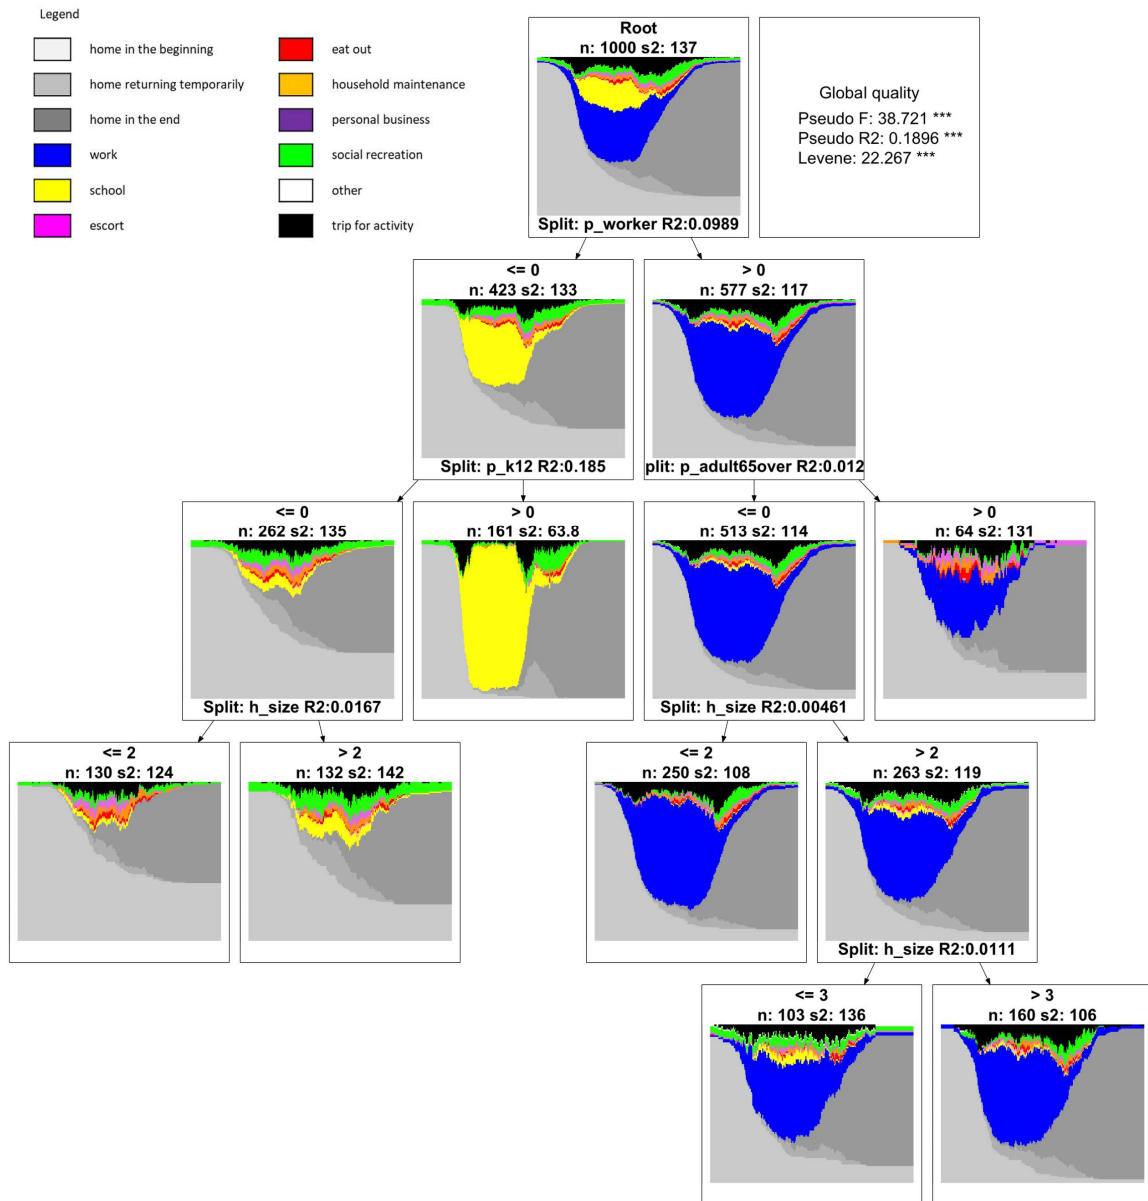 Legend
home in the beginning
home returning temporarily
home in the end
work
school
escort
eat out
household maintenance
personal business
social recreation
other
trip for activity
Root
n: 1000 s2: 137
Split: p_worker R2:0.0989
Global quality
Pseudo F: 38.721 ***
Pseudo R2: 0.1896 ***
Levene: 22.267 ***
<= 0
n: 423 s2: 133
Split: p_k12 R2:0.185
> 0
n: 577 s2: 117
plit: p_adult65over R2:0.012
<= 0
n: 262 s2: 135
Split: h_size R2:0.0167
> 0
n: 161 s2: 63.8
<= 0
n: 513 s2: 114
Split: h_size R2:0.00461
> 0
n: 64 s2: 131
<= 2
n: 130 s2: 124
> 2
n: 132 s2: 142
<= 2
n: 250 s2: 108
> 2
n: 263 s2: 119
Split: h_size R2:0.0111
<= 3
n: 103 s2: 136
> 3
n: 160 s2: 106